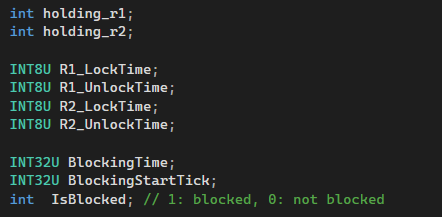 int holding_r1;
int holding_r2;
INT8U R1_LockTime;
INT8U R1_UnlockTime;
INT8U R2_LockTime;
INT8U R2_UnlockTime;
INT32U BlockingTime;
INT32U BlockingStartTick;
int  IsBlocked; // 1: blocked, 0: not blocked